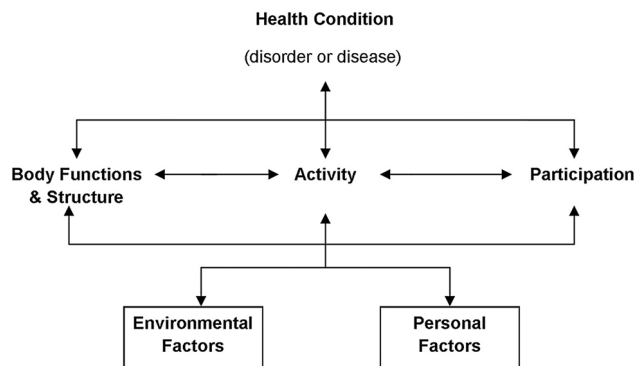 Health Condition
(disorder or disease)
Body Functions
& Structure
Activity
Participation
Environmental
Factors
Personal
Factors